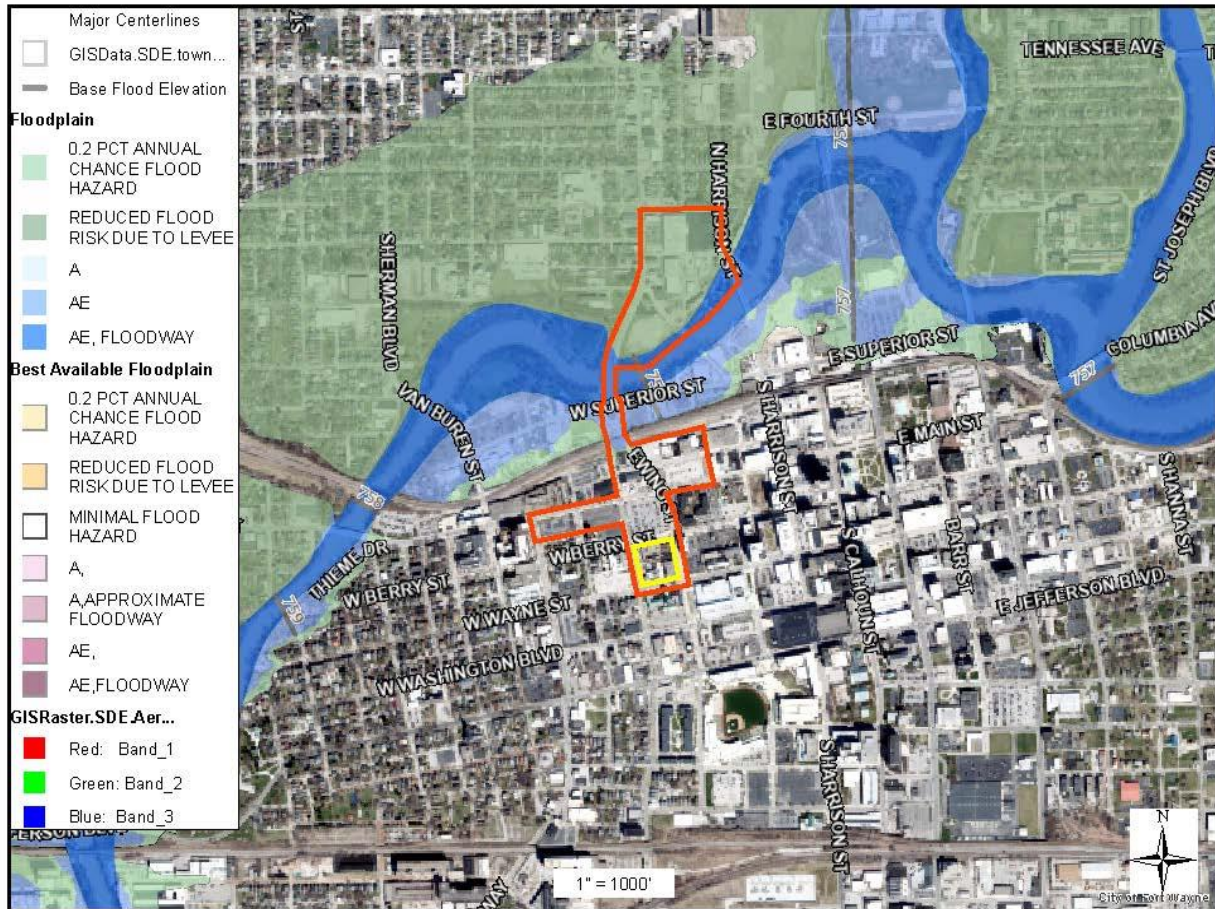 Major Centerlines
GISData.SDE.town...
Base Flood Elevation
Floodplain
0.2 PCT ANNUAL
CHANCE FLOOD
HAZARD
REDUCED FLOOD
RISK DUE TO LEVEE
A
AE
AE, FLOODWAY
Best Available Floodplain
0.2 PCT ANNUAL
CHANCE FLOOD
HAZARD
REDUCED FLOOD
RISK DUE TO LEVEE
MINIMAL FLOOD
HAZARD
A,
A,APPROXIMATE
FLOODWAY
AE,
AE,FLOODWAY
GISRaster.SDE.Aer...
Red: Band_1
Green: Band_2
Blue: Band_3
ST
TENNESSEE AVE
E FOURTH ST
N HARRISON ST
SHERMAN BLVD
ST JOSEPH BLVD
COLUMBIA AV
757
757
E SUPERIOR ST
VAN BUREN ST
W SUPERIOR ST
S HARRISON ST
E MAIN ST
EWING ST
S HANNA ST
758
W BERRY ST
THIEME DR
W BERRY ST
S CALHOUN ST
BARR ST
E JEFFERSON BLVD
759
W WAYNE ST
W WASHINGTON BLVD
S HARRISON ST
1" = 1000'
N
City of Fort Wayne